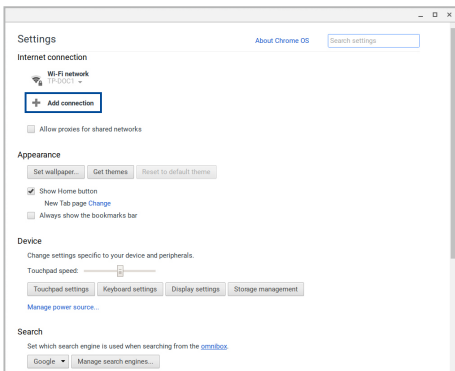 Settings
About Chrome OS
Search settings
Internet connection
Wi-Fi network
TP-DOC1
Add connection
Allow proxies for shared networks
Appearance
Set wallpaper... Get themes Reset to default theme
Show Home button
New Tab page Change
Always show the bookmarks bar
Device
Change settings specific to your device and peripherals.
Touchpad speed:
Touchpad settings Keyboard settings Display settings Storage management
Manage power source...
Search
Set which search engine is used when searching from the omnibox.
Google Manage search engines...